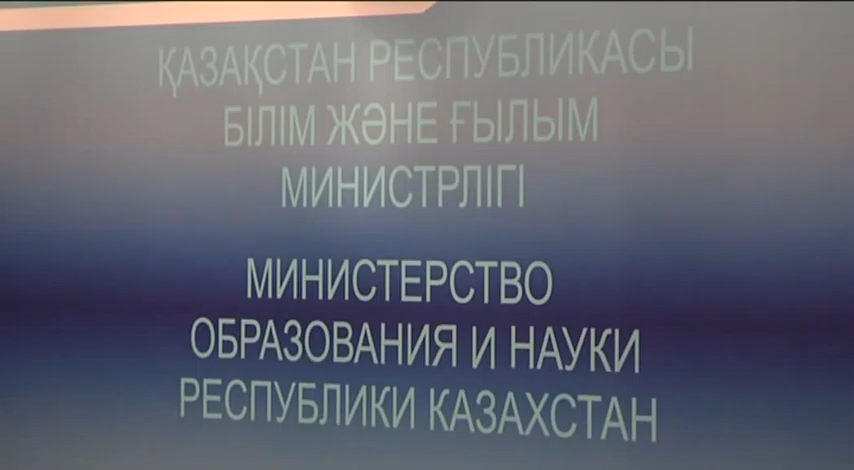 ҚАЗАҚСТАН РЕСПУБЛИКАСЫ
БІЛІМ ЖӘНЕ ҒЫЛЫМ
МИНИСТРЛІГІ
МИНИСТЕРСТВО
ОБРАЗОВАНИЯ И НАУКИ
РЕСПУБЛИКИ КАЗАХСТАН